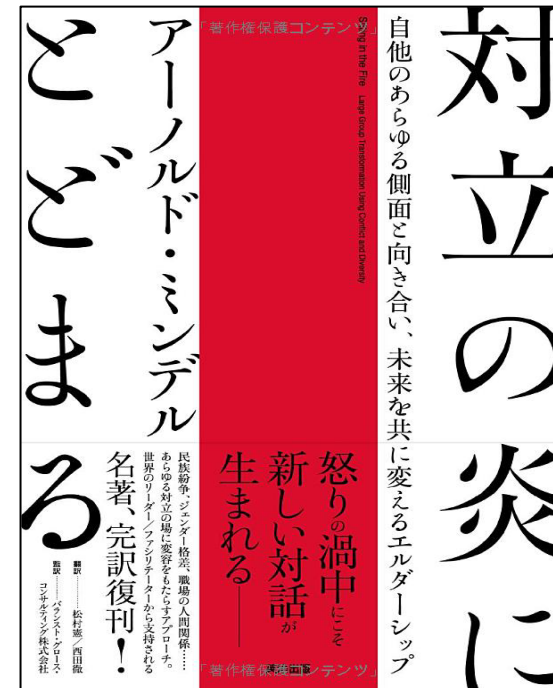 対立の炎に
とどまる
自他のあらゆる側面と向き合い、未来を共に変えるエルダーシップ
Sitting in the Fire Large Group Transformation Using Conflict and Diversity
アーノルド・ミンデル
怒りの渦中にこそ
新しい対話が
生まれる——
民族紛争、ジェンダー格差、職場の人間関係……
あらゆる対立の場に変容をもたらすアプローチ。
世界のリーダー/ファシリテーターから支持される
名著、完訳復刊!
翻訳………松村憲/西田徹
監訳………バランスト・グロース・
コンサルティング株式会社
「著作権保護コンテンツ」
「著作権保護コンテンツ」